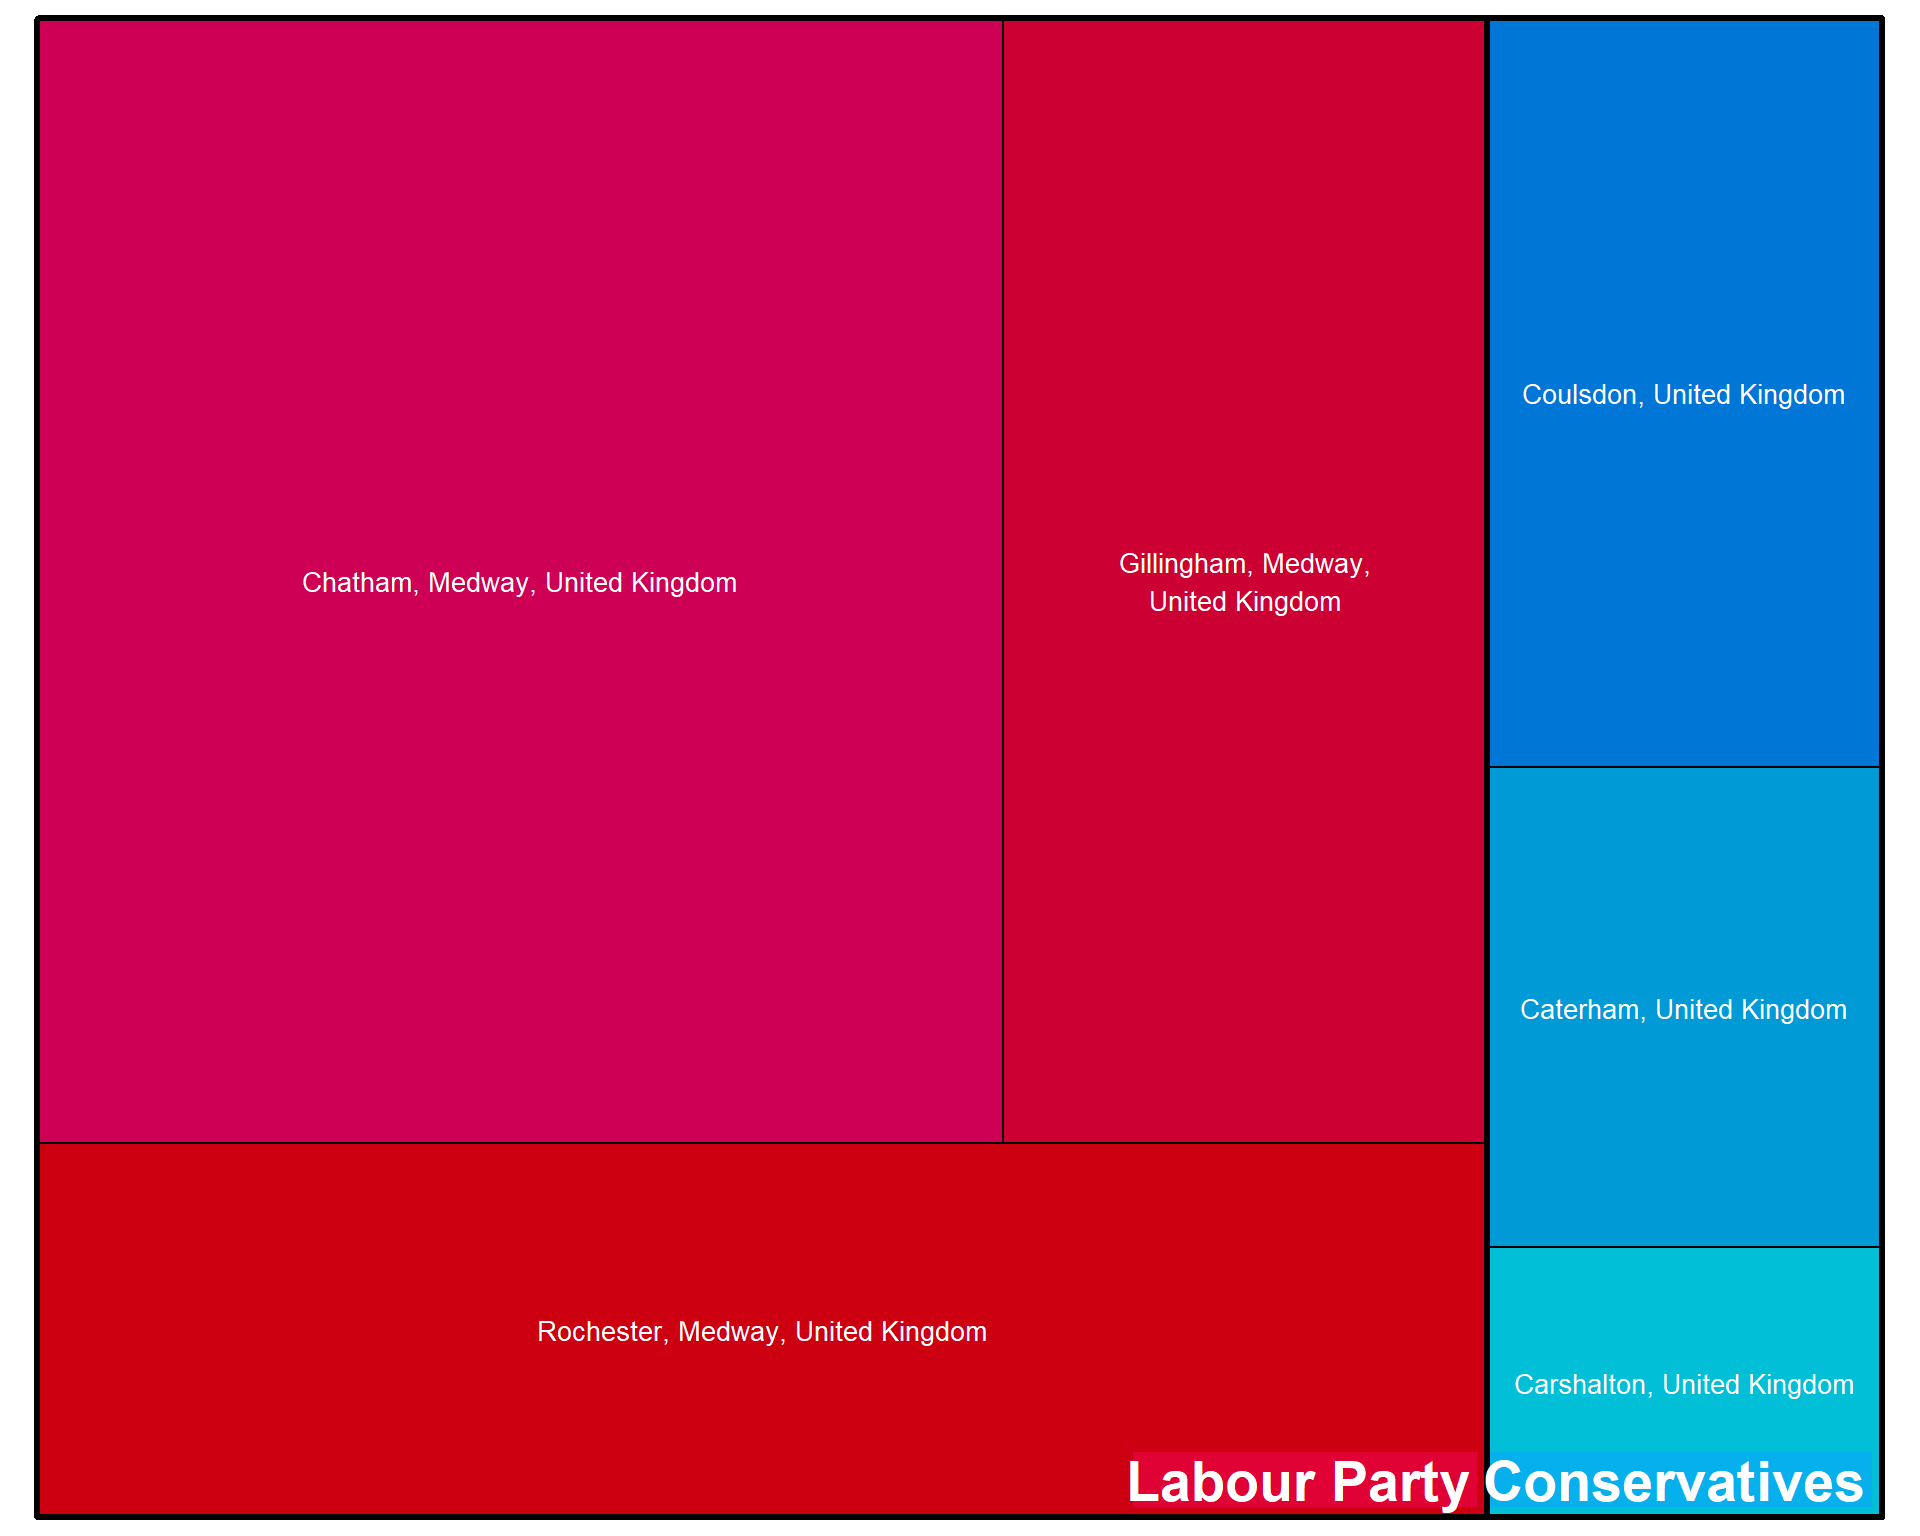 Coulsdon, United Kingdom
Chatham, Medway, United Kingdom
Gillingham, Medway,
United Kingdom
Caterham, United Kingdom
Rochester, Medway, United Kingdom
Carshalton, United Kingdom
Labour Party
Conservatives